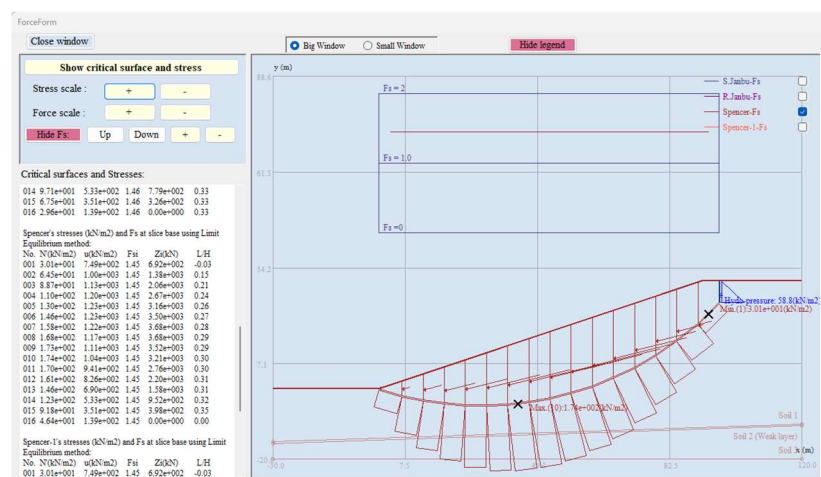 ForceForm
Close window
Big Window
Small Window
Hide legend
Show critical surface and stress
Stress scale :
+
-
Force scale :
+
-
Hide Fs:
Up
Down
+
-
Critical surfaces and Stresses:
014 9.71e+001 5.33e+002 1.46 7.79e+002 0.33
015 6.75e+001 3.51e+002 1.46 3.26e+002 0.33
016 2.96e+001 1.39e+002 1.46 0.00e+000 0.33
Spencer's stresses (kN/m2) and Fs at slice base using Limit
Equilibrium method:
No. N'(kN/m2) u(kN/m2) Fsi Zi(kN) L/H
001 3.01e+001 7.49e+002 1.45 6.92e+002 -0.03
002 6.45e+001 1.00e+003 1.45 1.38e+003 0.15
003 8.87e+001 1.13e+003 1.45 2.06e+003 0.21
004 1.10e+002 1.20e+003 1.45 2.67e+003 0.24
005 1.30e+002 1.23e+003 1.45 3.16e+003 0.26
006 1.46e+002 1.23e+003 1.45 3.50e+003 0.27
007 1.58e+002 1.22e+003 1.45 3.68e+003 0.28
008 1.68e+002 1.17e+003 1.45 3.68e+003 0.29
009 1.73e+002 1.11e+003 1.45 3.52e+003 0.29
010 1.74e+002 1.04e+003 1.45 3.21e+003 0.30
011 1.70e+002 9.41e+002 1.45 2.76e+003 0.30
012 1.61e+002 8.26e+002 1.45 2.20e+003 0.31
013 1.46e+002 6.90e+002 1.45 1.58e+003 0.31
014 1.23e+002 5.33e+002 1.45 9.52e+002 0.32
015 9.18e+001 3.51e+002 1.45 3.98e+002 0.35
016 4.64e+001 1.39e+002 1.45 0.00e+000 0.00
Spencer-1's stresses (kN/m2) and Fs at slice base using Limit
Equilibrium method:
No. N'(kN/m2) u(kN/m2) Fsi Zi(kN) L/H
001 3.01e+001 7.49e+002 1.45 6.92e+002 -0.03
y (m)
88.6
S.Janbu-Fs
R.Janbu-Fs
Spencer-Fs
Spencer-1-Fs
Fs = 2
Fs = 1.0
61.5
Fs =0
34.2
Hydo-pressure: 58.8(kN/m2)
Min.(1):3.01e+001(kN/m2)
7.1
Max.(10):1.74e+002(kN/m2)
Soil 1
Soil 2 (Weak layer)
Soil 3
x (m)
-20.0
-30.0
7.5
82.5
120.0